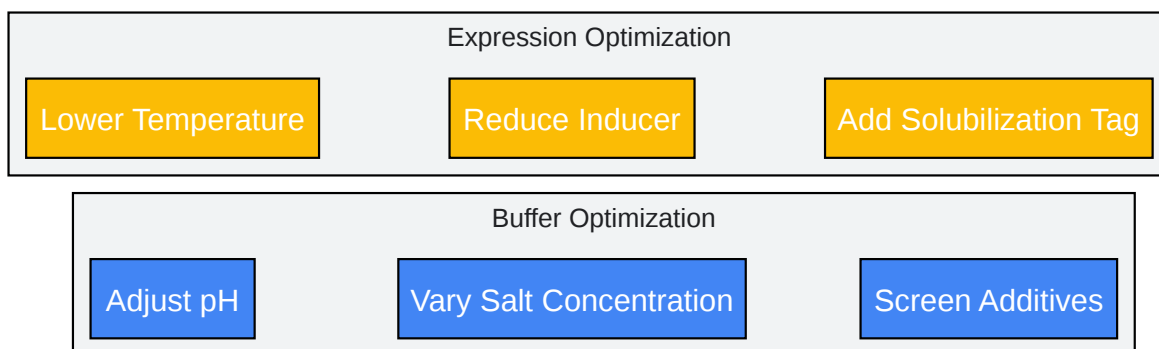 Expression Optimization
Lower Temperature
Reduce Inducer
Add Solubilization Tag
Buffer Optimization
Adjust pH
Vary Salt Concentration
Screen Additives